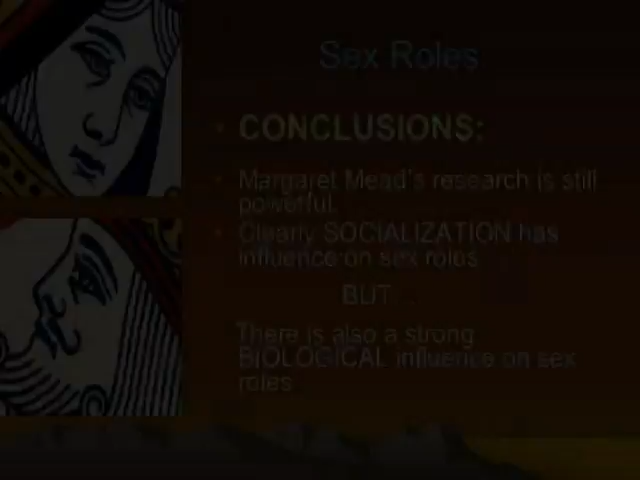 Sex Roles
• CONCLUSIONS:
• Margaret Mead's research is still
powerful.
• Clearly SOCIALIZATION has
influence on sex roles
BUT…
There is also a strong
BIOLOGICAL influence on sex
roles